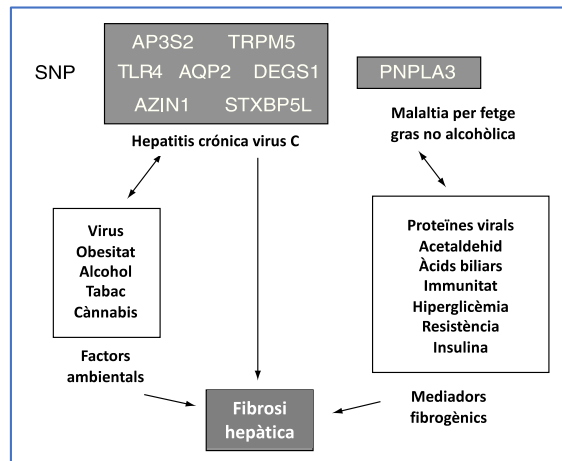 SNP
AP3S2 TRPM5
TLR4 AQP2 DEGS1
AZIN1 STXBP5L
PNPLA3
Hepatitis crónica virus C
Malaltia per fetge
gras no alcohòlica
Virus
Obesitat
Alcohol
Tabac
Cànnabis
Proteïnes virals
Acetaldehid
Àcids biliars
Immunitat
Hiperglicèmia
Resistència
Insulina
Factors
ambientals
Fibrosi
hepàtica
Mediadors
fibrogènics